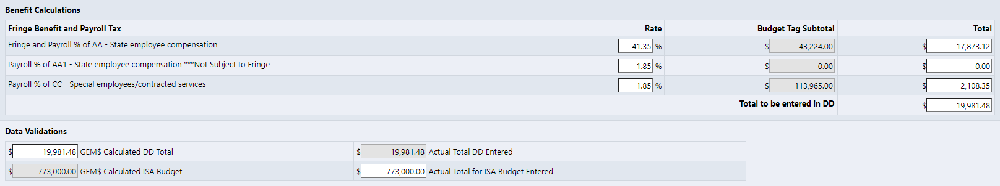 Benefit Calculations
Fringe Benefit and Payroll Tax Rate Budget Tag Subtotal Total
Fringe and Payroll % of AA - State employee compensation 41.35 % $ 43,224.00 $ 17,873.12
Payroll % of AA1 - State employee compensation ***Not Subject to Fringe 1.85 % $ 0.00 $ 0.00
Payroll % of CC - Special employees/contracted services 1.85 % $ 113,965.00 $ 2,108.35
Total to be entered in DD $ 19,981.48
Data Validations
$ 19,981.48 GEM$ Calculated DD Total $ 19,981.48 Actual Total DD Entered
$ 773,000.00 GEM$ Calculated ISA Budget $ 773,000.00 Actual Total for ISA Budget Entered